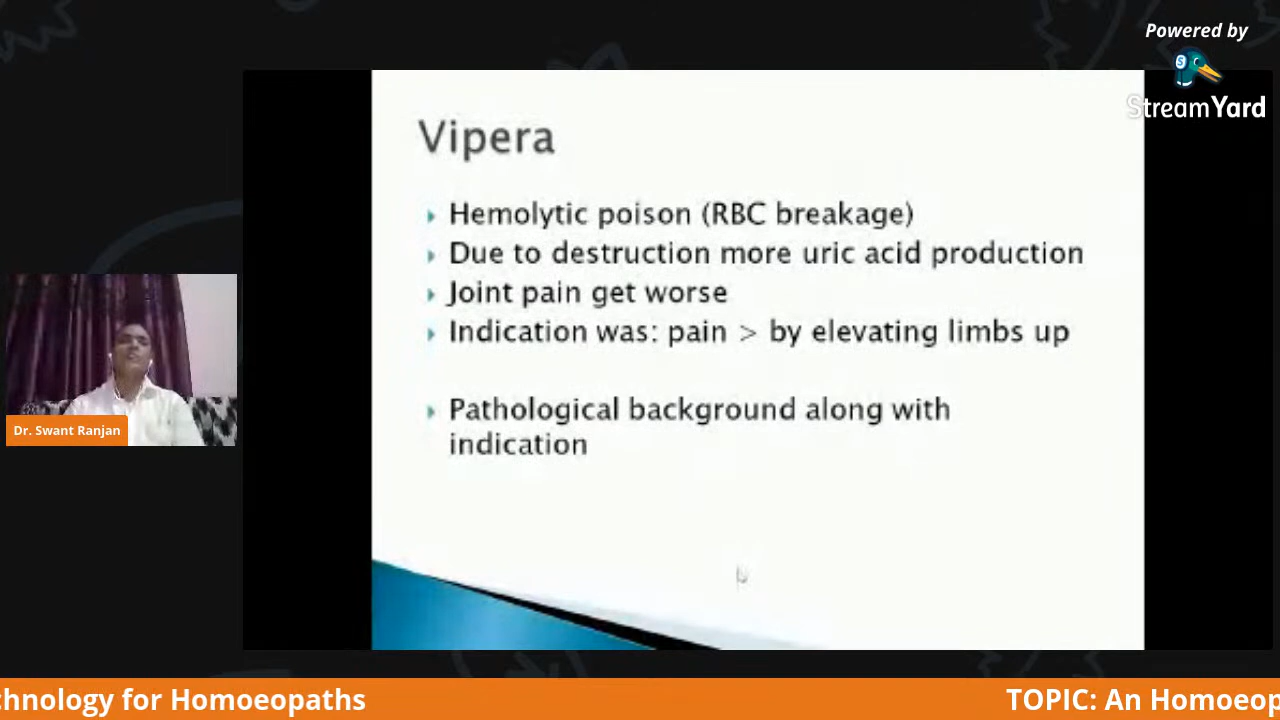 Powered by
StreamYard
Vipera
Hemolytic poison (RBC breakage)
Due to destruction more uric acid production
Joint pain get worse
Indication was: pain > by elevating limbs up
Pathological background along with
indication
Dr. Swant Ranjan
chnology for Homoeopaths
TOPIC: An Homoeop